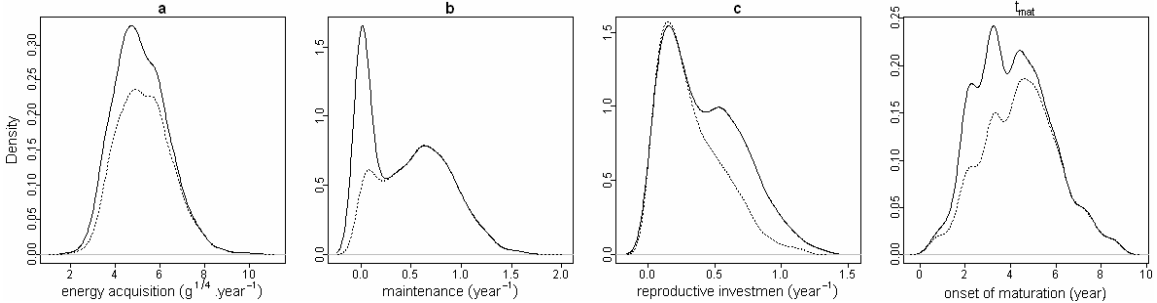 a
b
c
t_mat
Density
0.00 0.05 0.10 0.15 0.20 0.25 0.30
2 4 6 8 10
energy acquisition (g^1/4 .year^-1)
0.0 0.5 1.0 1.5
0.0 0.5 1.0 1.5 2.0
maintenance (year^-1)
0.0 0.5 1.0 1.5
0.0 0.5 1.0 1.5
reproductive investmen (year^-1)
0.00 0.05 0.10 0.15 0.20 0.25
0 2 4 6 8 10
onset of maturation (year)